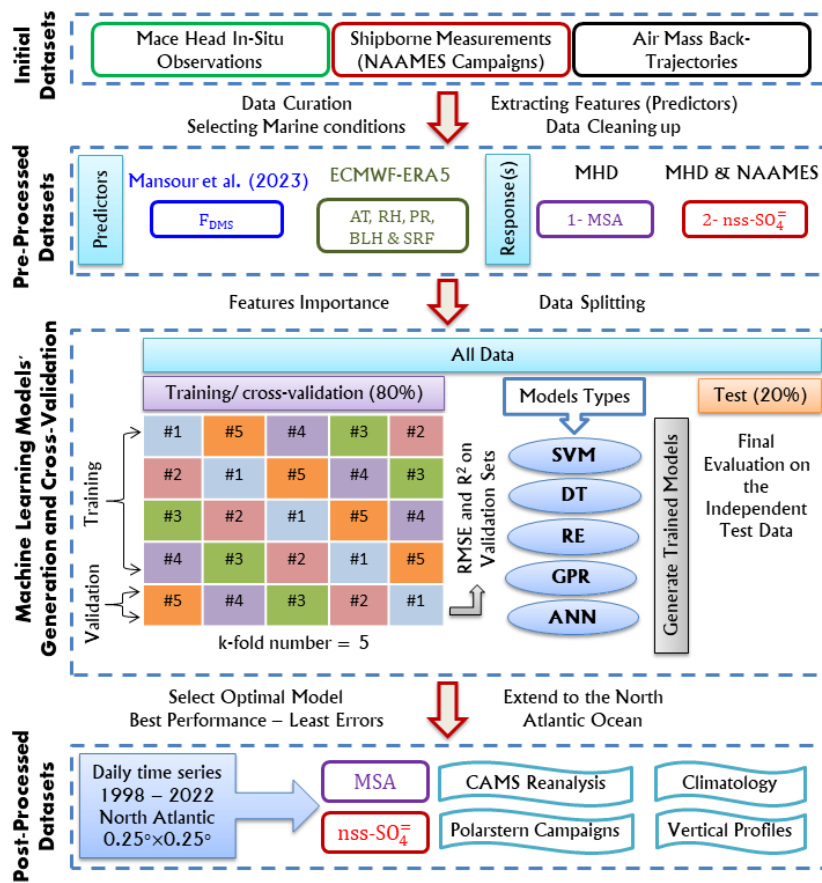 Initial
Datasets
Mace Head In-Situ
Observations
Shipborne Measurements
(NAAMES Campaigns)
Air Mass Back-
Trajectories
Data Curation
Selecting Marine conditions
Extracting Features (Predictors)
Data Cleaning up
Pre-Processed
Datasets
Predictors
Mansour et al. (2023)
F_DMS
ECMWF-ERA5
AT, RH, PR,
BLH & SRF
Response(s)
MHD
1- MSA
MHD & NAAMES
2- nss-SO₄⁼
Features Importance
Data Splitting
Machine Learning Models'
Generation and Cross-Validation
All Data
Training/ cross-validation (80%)
Training
Validation
#1 #5 #4 #3 #2
#2 #1 #5 #4 #3
#3 #2 #1 #5 #4
#4 #3 #2 #1 #5
#5 #4 #3 #2 #1
k-fold number = 5
RMSE and R² on
Validation Sets
Models Types
SVM
DT
RE
GPR
ANN
Generate Trained Models
Test (20%)
Final
Evaluation on
the
Independent
Test Data
Select Optimal Model
Best Performance – Least Errors
Extend to the North
Atlantic Ocean
Post-Processed
Datasets
Daily time series
1998 – 2022
North Atlantic
0.25°×0.25°
MSA
nss-SO₄⁼
CAMS Reanalysis
Polarstern Campaigns
Climatology
Vertical Profiles